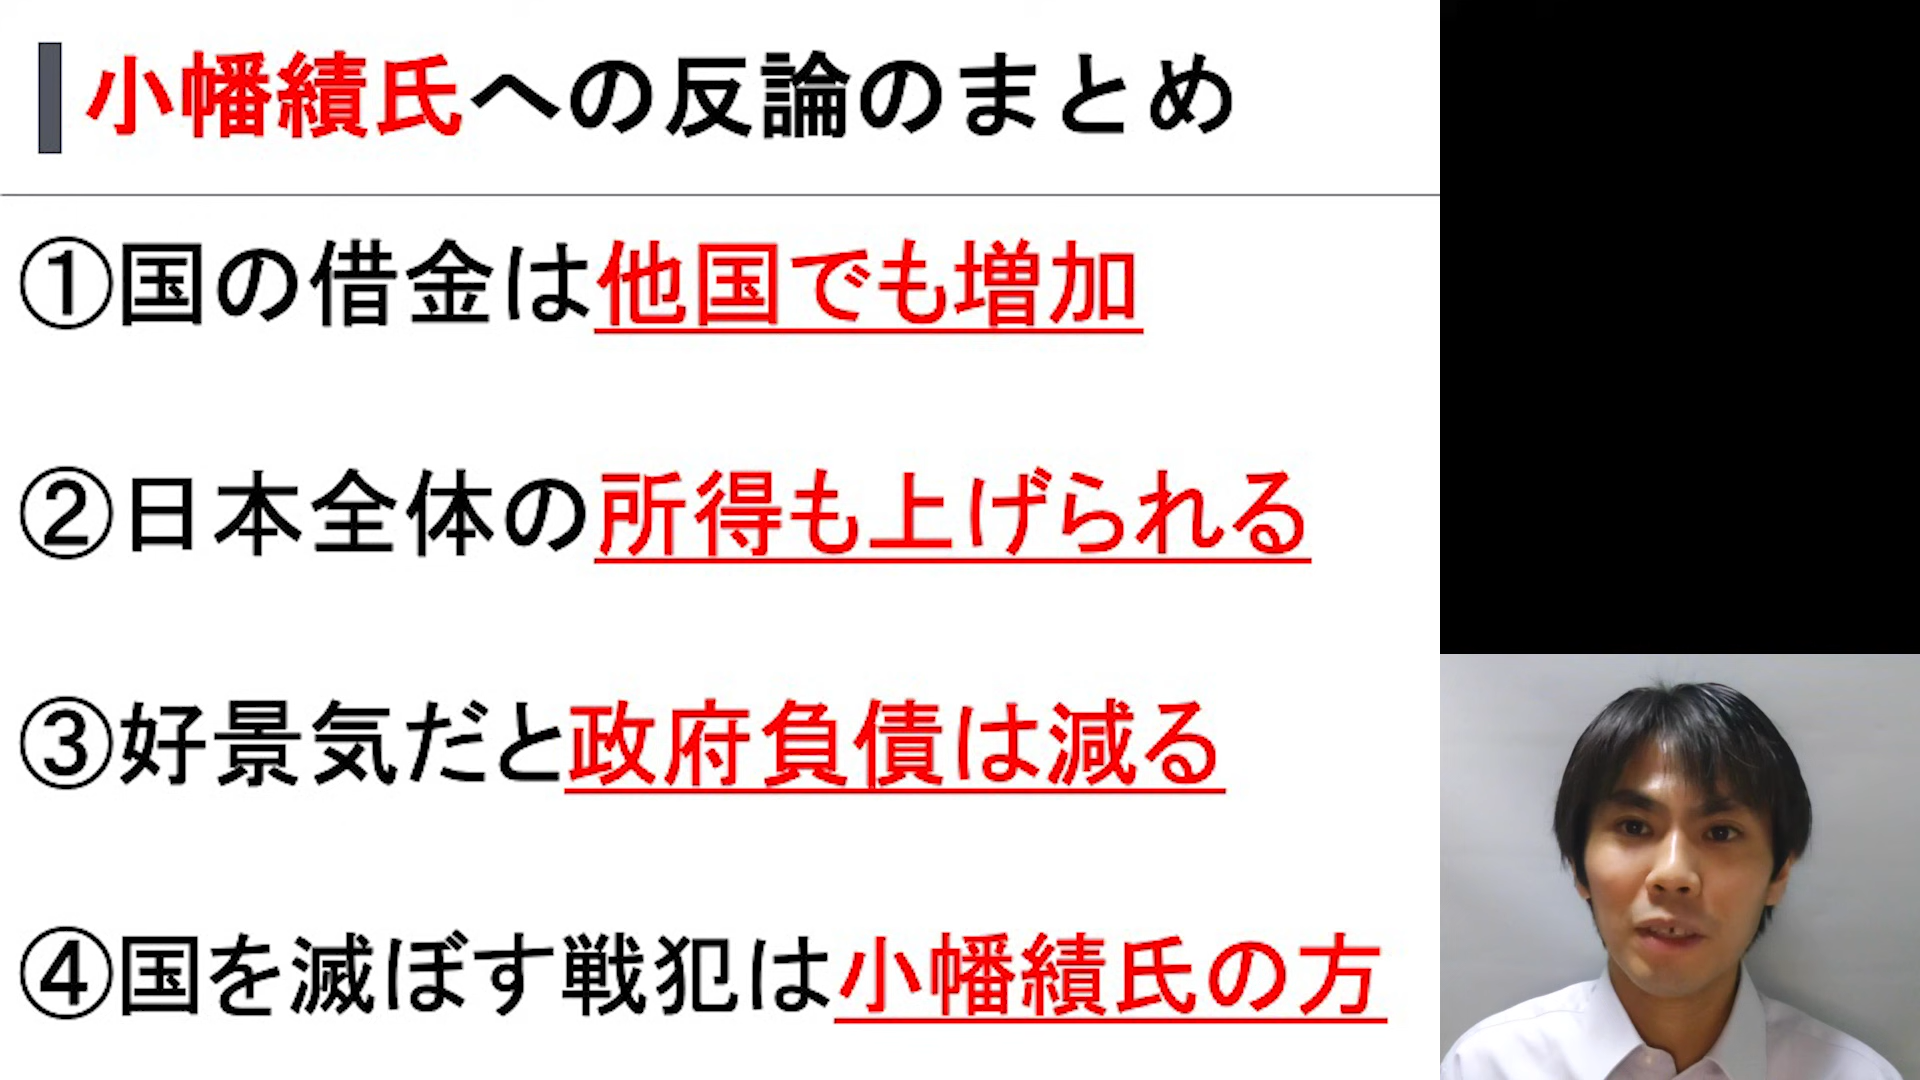 小幡績氏への反論のまとめ
①国の借金は他国でも増加
②日本全体の所得も上げられる
③好景気だと政府負債は減る
④国を滅ぼす戦犯は小幡績氏の方